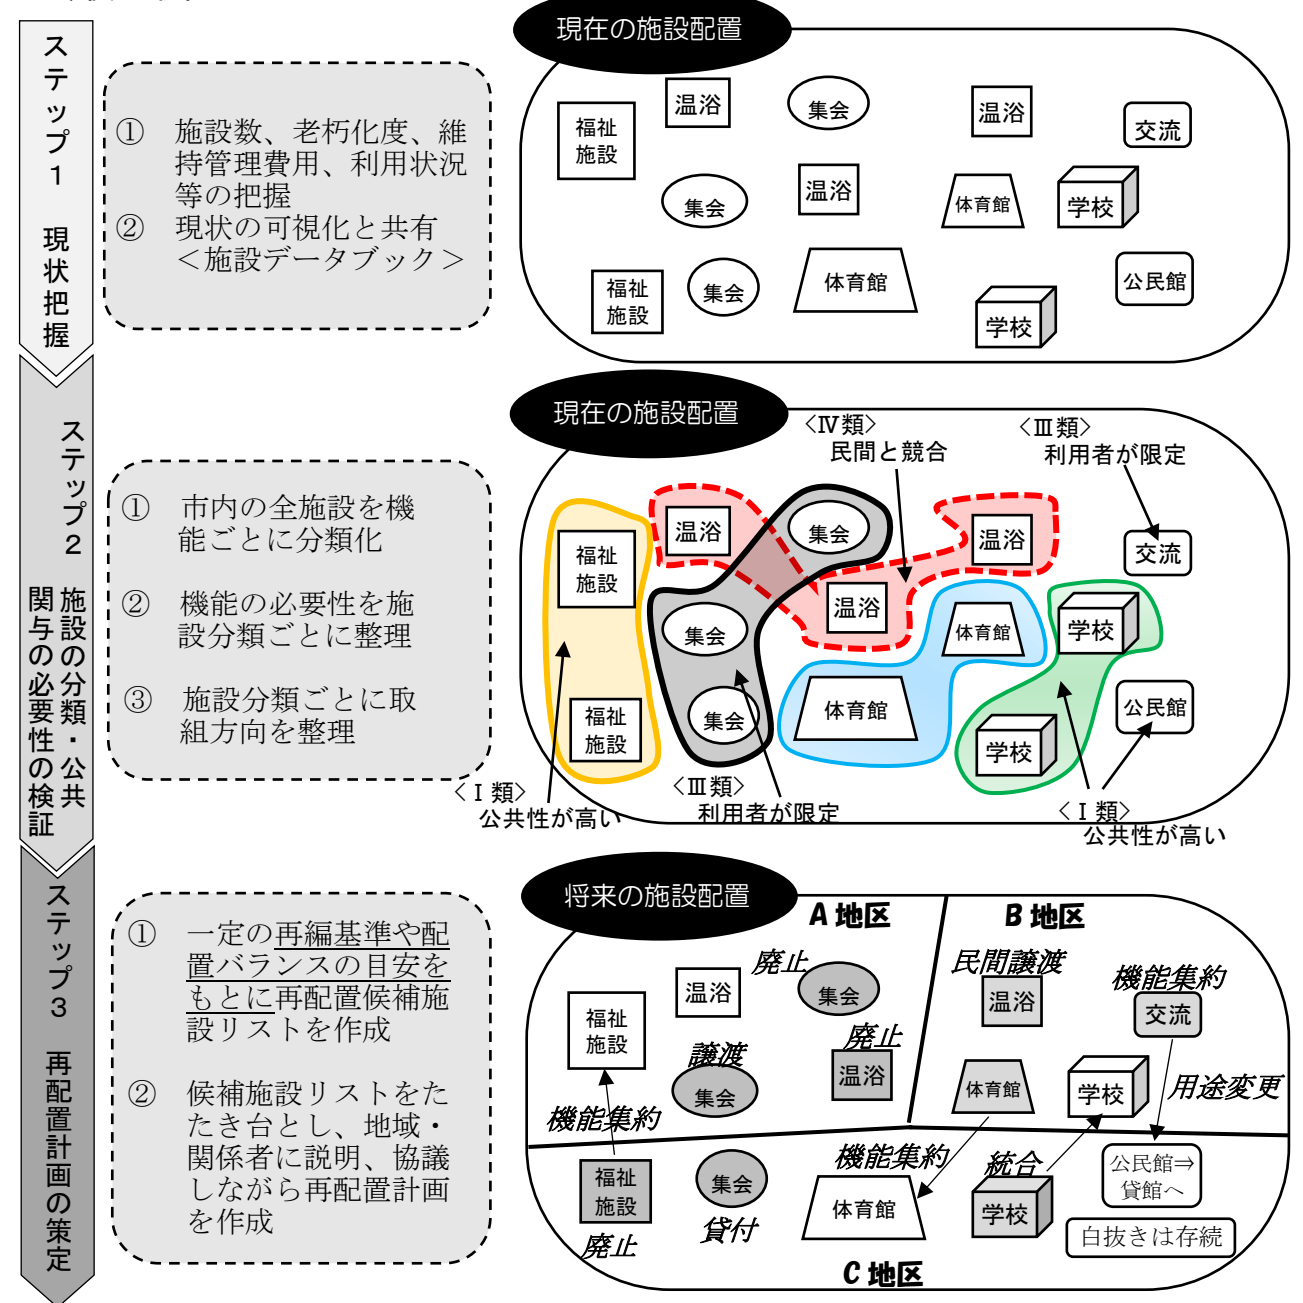 ステップ1 現状把握
① 施設数、老朽化度、維
持管理費用、利用状況
等の把握
② 現状の可視化と共有
＜施設データブック＞
現在の施設配置
福祉
施設
温浴
集会
温浴
交流
集会
温浴
体育館
学校
福祉
施設
集会
体育館
学校
公民館
ステップ2 施設の分類・公共
関与の必要性の検証
① 市内の全施設を機
能ごとに分類化
② 機能の必要性を施
設分類ごとに整理
③ 施設分類ごとに取
組方向を整理
現在の施設配置
〈Ⅳ類〉
民間と競合
〈Ⅲ類〉
利用者が限定
福祉
施設
温浴
集会
温浴
交流
集会
温浴
体育館
学校
福祉
施設
集会
体育館
学校
公民館
〈Ⅰ類〉
公共性が高い
〈Ⅲ類〉
利用者が限定
〈Ⅰ類〉
公共性が高い
ステップ3 再配置計画の策定
① 一定の再編基準や配
置バランスの目安を
もとに再配置候補施
設リストを作成
② 候補施設リストをた
たき台とし、地域・
関係者に説明、協議
しながら再配置計画
を作成
将来の施設配置
A 地区
B 地区
福祉
施設
温浴
廃止
集会
民間譲渡
温浴
機能集約
交流
譲渡
集会
廃止
温浴
体育館
学校
用途変更
機能集約
福祉
施設
廃止
集会
貸付
機能集約
体育館
統合
学校
公民館⇒
貸館へ
白抜きは存続
C 地区